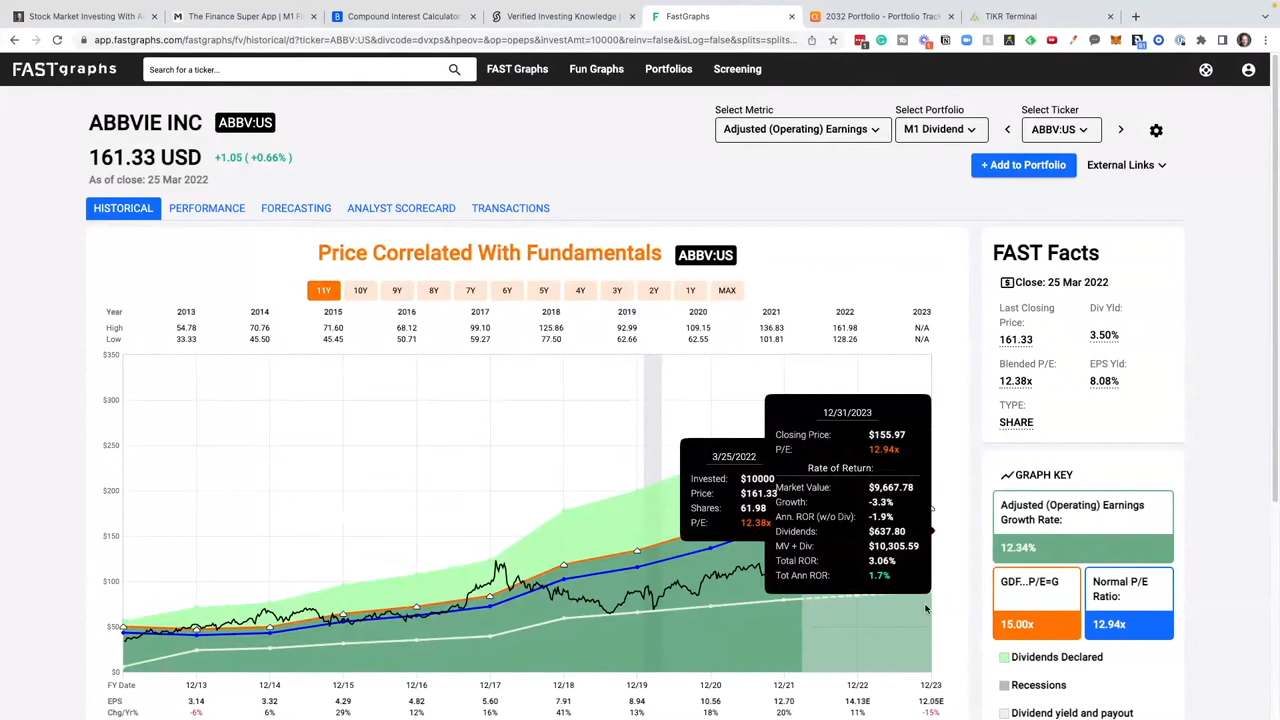 Stock Market Investing With A
The Finance Super App | M1 Fi
Compound Interest Calculator
Verified Investing Knowledge |
FastGraphs
2032 Portfolio - Portfolio Track
TIKR Terminal
app.fastgraphs.com/fastgraphs/fv/historical/d?ticker=ABBV:US&divcode=dvxps&hpeov=&op=opeps&investAmt=10000&reinv=false&isLog=false&splits=splits...
FASTgraphs
Search for a ticker...
FAST Graphs
Fun Graphs
Portfolios
Screening
ABBVIE INC ABBV:US
161.33 USD +1.05 ( +0.66% )
As of close: 25 Mar 2022
Select Metric
Adjusted (Operating) Earnings
Select Portfolio
M1 Dividend
Select Ticker
ABBV:US
+ Add to Portfolio
External Links
HISTORICAL PERFORMANCE FORECASTING ANALYST SCORECARD TRANSACTIONS
Price Correlated With Fundamentals ABBV:US
11Y 10Y 9Y 8Y 7Y 6Y 5Y 4Y 3Y 2Y 1Y MAX
Year 2013 2014 2015 2016 2017 2018 2019 2020 2021 2022 2023
High 54.78 70.76 71.60 68.12 99.10 125.86 92.99 109.15 136.83 161.98 N/A
Low 33.33 45.50 45.45 50.71 59.27 77.50 62.66 62.55 101.81 128.26 N/A
$350
$300
$250
$200
$150
$100
$50
$0
3/25/2022
Invested: $10000
Price: $161.33
Shares: 61.98
P/E: 12.38x
12/31/2023
Closing Price: $155.97
P/E: 12.94x
Rate of Return:
Market Value: $9,667.78
Growth: -3.3%
Ann. ROR (w/o Div): -1.9%
Dividends: $637.80
MV + Div: $10,305.59
Total ROR: 3.06%
Tot Ann ROR: 1.7%
FY Date 12/13 12/14 12/15 12/16 12/17 12/18 12/19 12/20 12/21 12/22 12/23
EPS 3.14 3.32 4.29 4.82 5.60 7.91 8.94 10.56 12.70 14.13E 12.05E
Chg/Yr% -6% 6% 29% 12% 16% 41% 13% 18% 20% 11% -15%
FAST Facts
Close: 25 Mar 2022
Last Closing Price: 161.33
Div Yld: 3.50%
Blended P/E: 12.38x
EPS Yld: 8.08%
TYPE: SHARE
GRAPH KEY
Adjusted (Operating) Earnings
Growth Rate:
12.34%
GDF...P/E=G
15.00x
Normal P/E
Ratio:
12.94x
Dividends Declared
Recessions
Dividend yield and payout